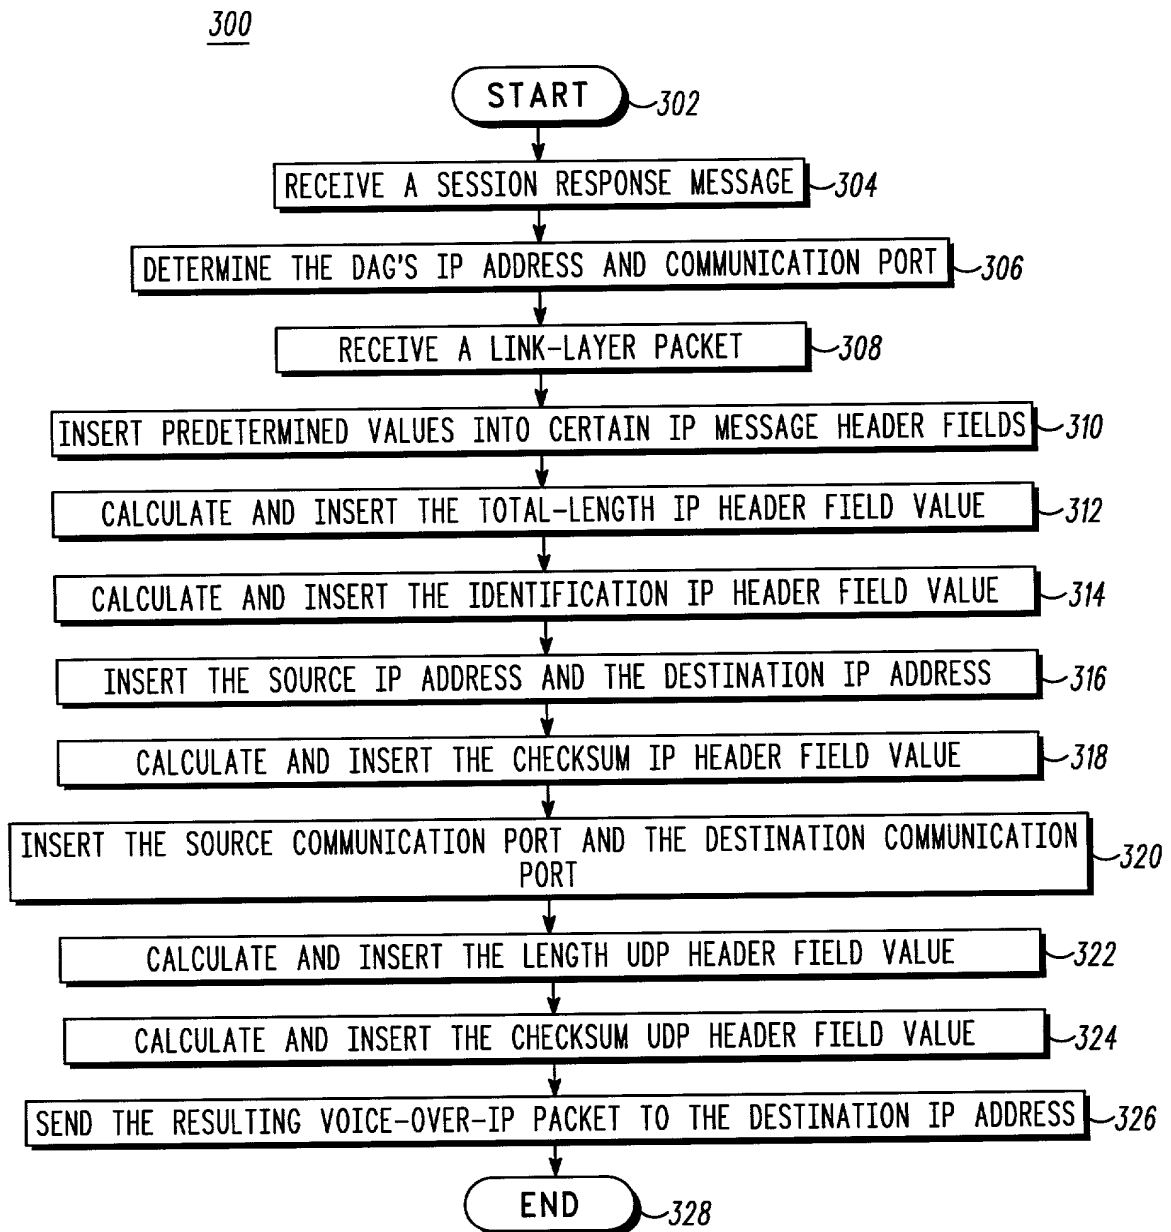 300
START
302
RECEIVE A SESSION RESPONSE MESSAGE
304
DETERMINE THE DAG'S IP ADDRESS AND COMMUNICATION PORT
306
RECEIVE A LINK-LAYER PACKET
308
INSERT PREDETERMINED VALUES INTO CERTAIN IP MESSAGE HEADER FIELDS
310
CALCULATE AND INSERT THE TOTAL-LENGTH IP HEADER FIELD VALUE
312
CALCULATE AND INSERT THE IDENTIFICATION IP HEADER FIELD VALUE
314
INSERT THE SOURCE IP ADDRESS AND THE DESTINATION IP ADDRESS
316
CALCULATE AND INSERT THE CHECKSUM IP HEADER FIELD VALUE
318
INSERT THE SOURCE COMMUNICATION PORT AND THE DESTINATION COMMUNICATION
PORT
320
CALCULATE AND INSERT THE LENGTH UDP HEADER FIELD VALUE
322
CALCULATE AND INSERT THE CHECKSUM UDP HEADER FIELD VALUE
324
SEND THE RESULTING VOICE-OVER-IP PACKET TO THE DESTINATION IP ADDRESS
326
END
328